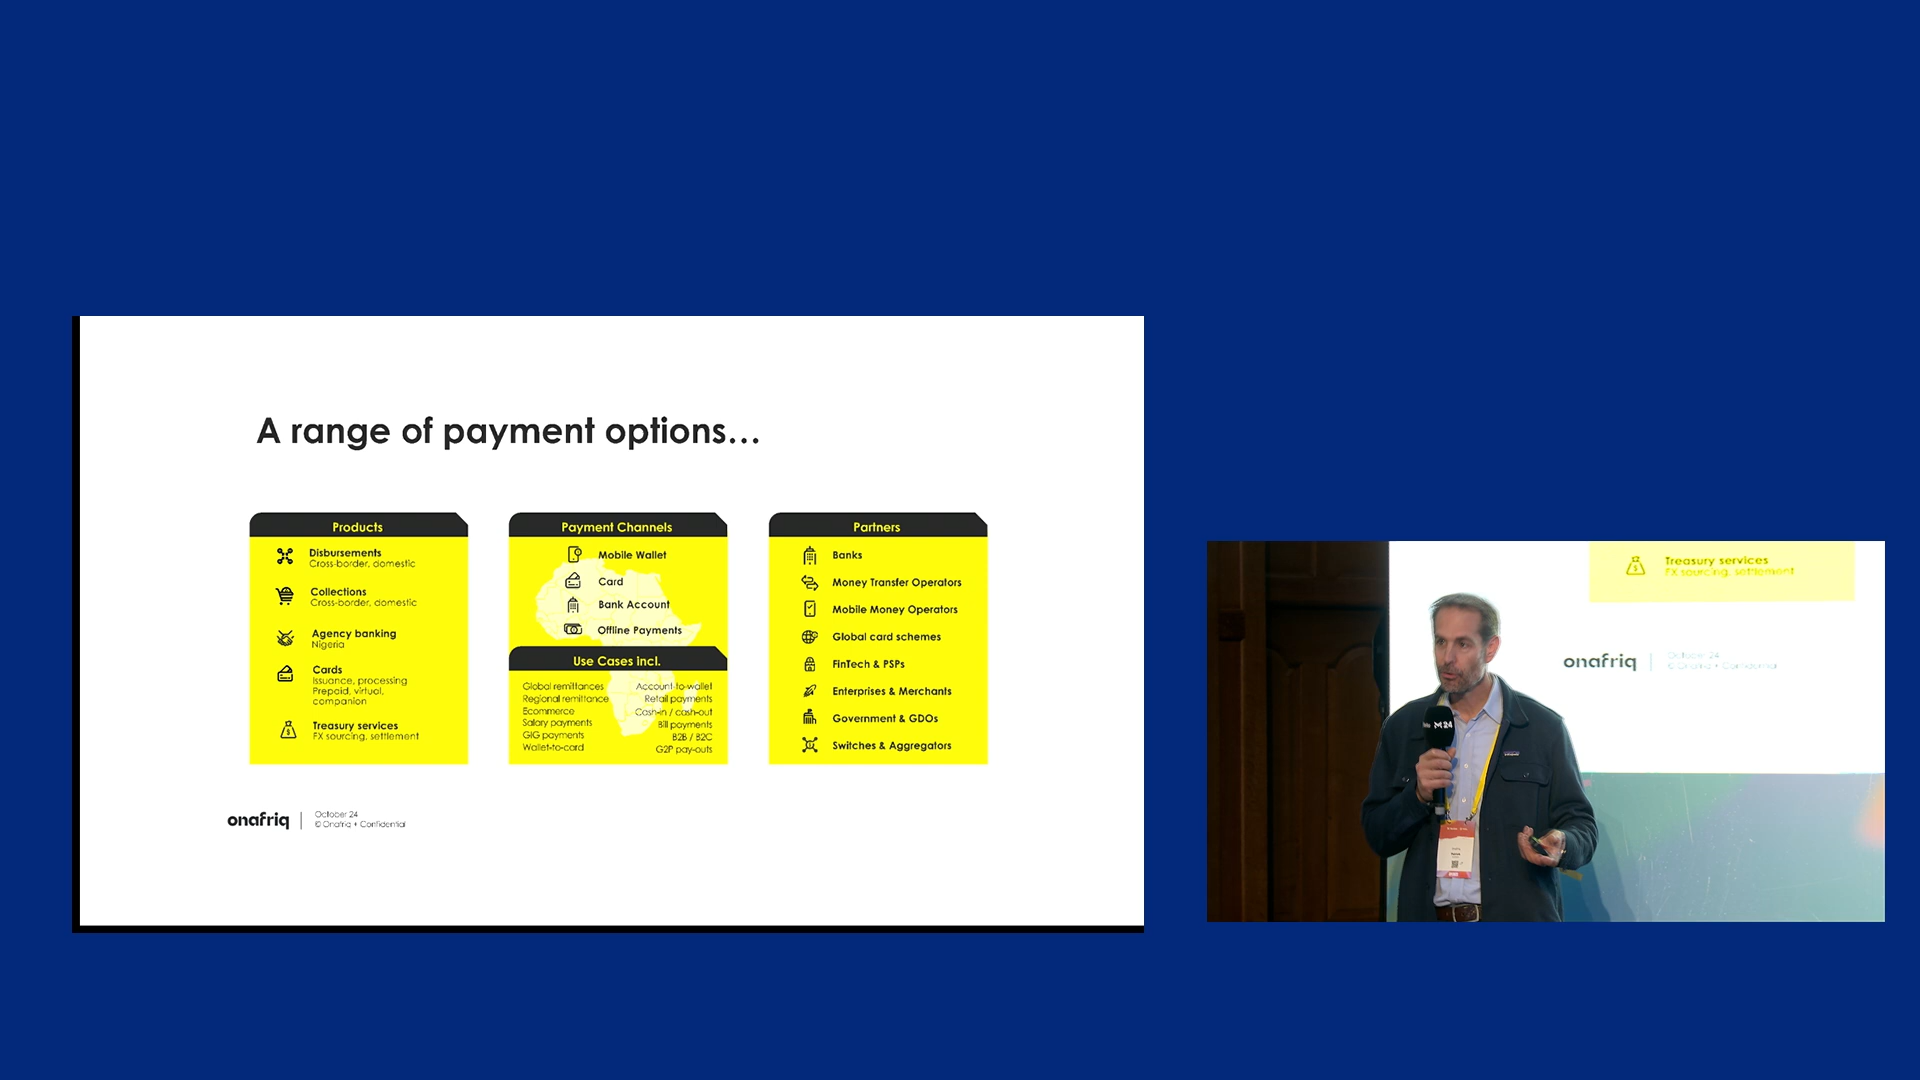 A range of payment options...
Products
Disbursements
Cross-border, domestic
Collections
Cross-border, domestic
Agency banking
Nigeria
Cards
Issuance, processing
Prepaid, virtual,
companion
Treasury services
FX sourcing, settlement
Payment Channels
Mobile Wallet
Card
Bank Account
Offline Payments
Use Cases incl.
Global remittances
Regional remittance
Ecommerce
Salary payments
GIG payments
Wallet-to-card
Account-to-wallet
Retail payments
Cash-in / cash-out
Bill payments
B2B / B2C
G2P pay-outs
Partners
Banks
Money Transfer Operators
Mobile Money Operators
Global card schemes
FinTech & PSPs
Enterprises & Merchants
Government & GDOs
Switches & Aggregators
onafriq
October 24
© Onafriq + Confidential
Treasury services
FX sourcing, settlement
onafriq
October 24
© Onafriq + Confidential
M24